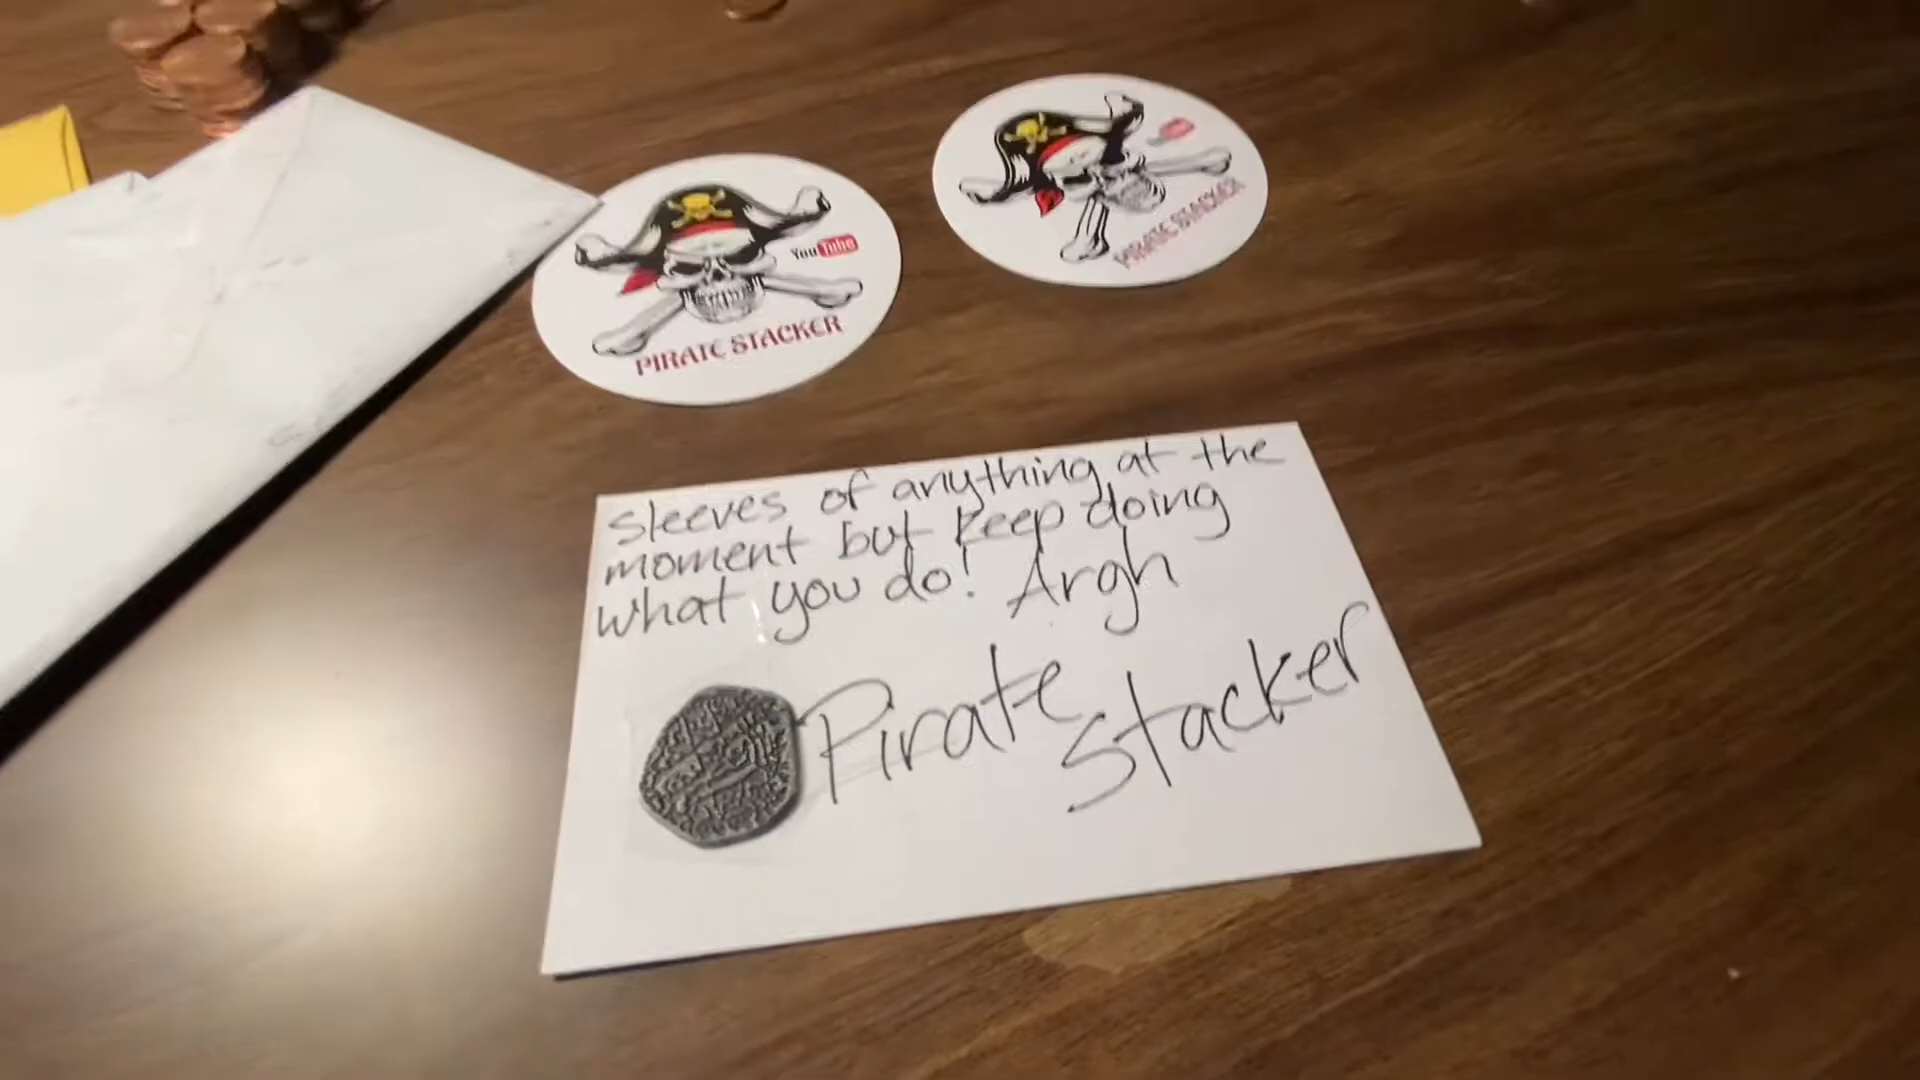 YouTube
PIRATE STACKER
PIRATE STACKER
sleeves of anything at the
moment but keep doing
what you do! Argh
Pirate
Stacker